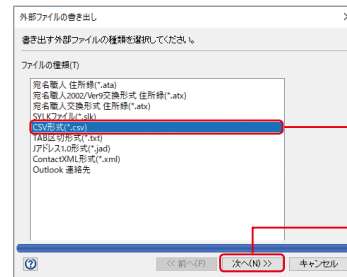 外部ファイルの書き出し
書き出す外部ファイルの種類を選択してください。
ファイルの種類(T)
宛名職人 住所録(*.ata)
宛名職人2002/Ver9交換形式 住所録(*.atx)
宛名職人交換形式 住所録(*.atx)
SYLKファイル(*.slk)
CSV形式(*.csv)
TAB区切形式(*.txt)
Jアドレス1.0形式(*.jad)
ContactXML形式(*.xml)
Outlook 連絡先
<< 前へ(P)
次へ(N) >>
キャンセル